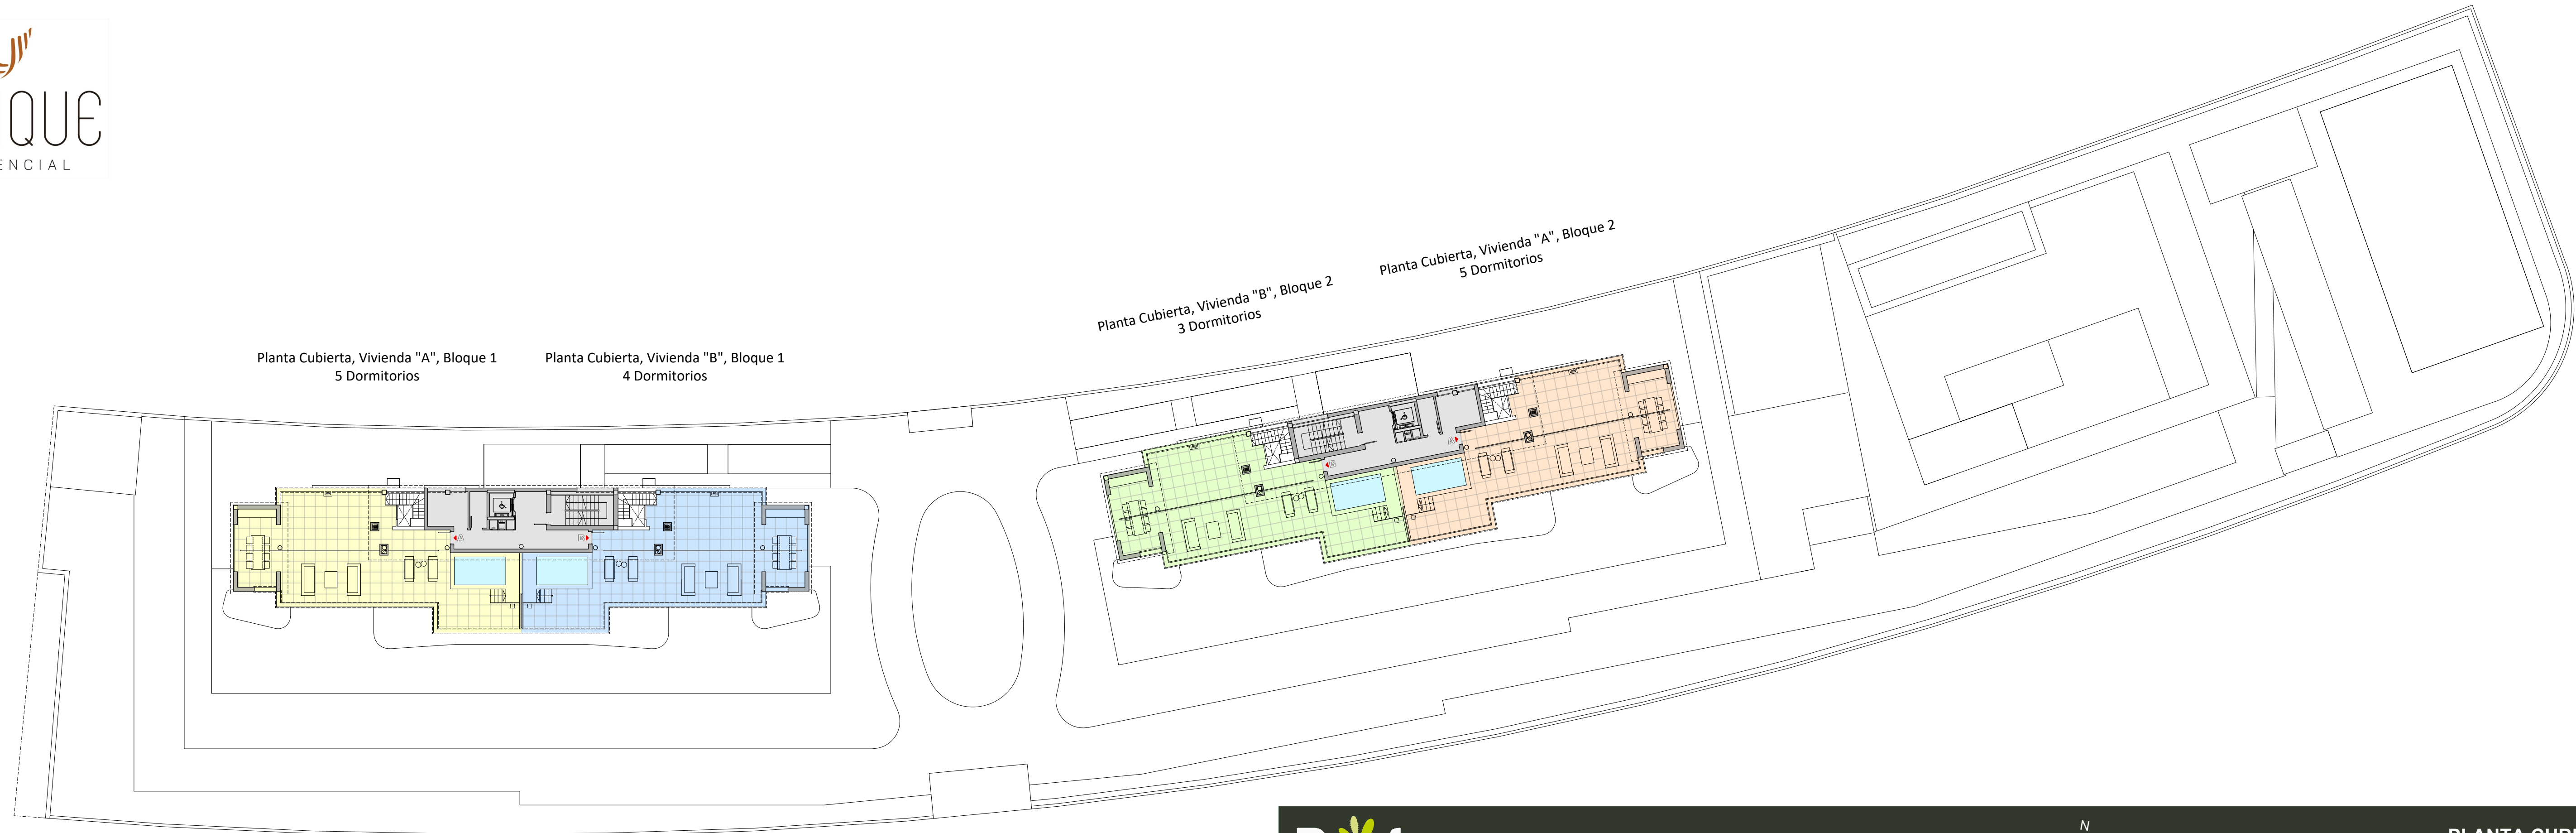 QUE
ENCIAL
Planta Cubierta, Vivienda "A", Bloque 2
5 Dormitorios
Planta Cubierta, Vivienda "B", Bloque 2
3 Dormitorios
Planta Cubierta, Vivienda "A", Bloque 1
5 Dormitorios
Planta Cubierta, Vivienda "B", Bloque 1
4 Dormitorios
A
B
A
B
N